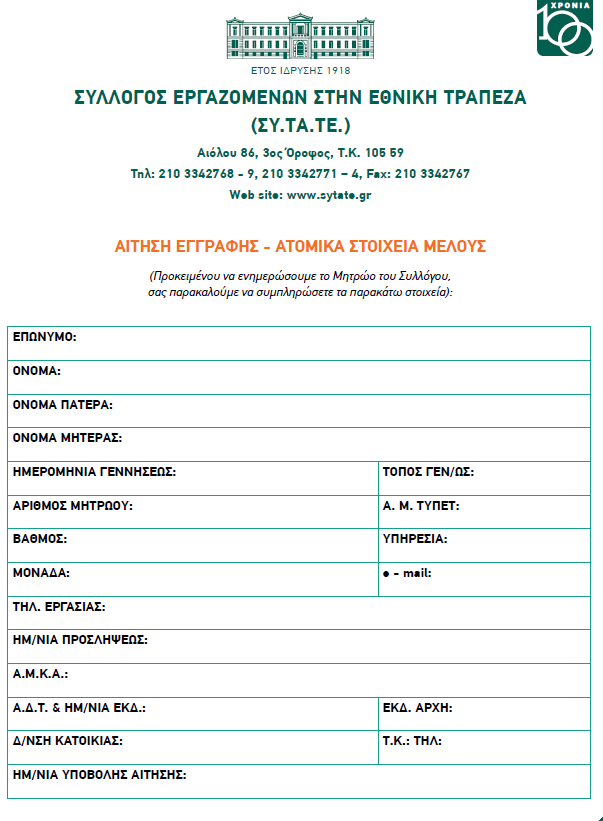 ΧΡΟΝΙΑ
100
ΕΤΟΣ ΙΔΡΥΣΗΣ 1918
ΣΥΛΛΟΓΟΣ ΕΡΓΑΖΟΜΕΝΩΝ ΣΤΗΝ ΕΘΝΙΚΗ ΤΡΑΠΕΖΑ
(ΣΥ.ΤΑ.ΤΕ.)
Αιόλου 86, 3ος Όροφος, Τ.Κ. 105 59
Τηλ: 210 3342768 - 9, 210 3342771 – 4, Fax: 210 3342767
Web site: www.sytate.gr
ΑΙΤΗΣΗ ΕΓΓΡΑΦΗΣ - ΑΤΟΜΙΚΑ ΣΤΟΙΧΕΙΑ ΜΕΛΟΥΣ
(Προκειμένου να ενημερώσουμε το Μητρώο του Συλλόγου,
σας παρακαλούμε να συμπληρώσετε τα παρακάτω στοιχεία):
ΕΠΩΝΥΜΟ:
ΟΝΟΜΑ:
ΟΝΟΜΑ ΠΑΤΕΡΑ:
ΟΝΟΜΑ ΜΗΤΕΡΑΣ:
ΗΜΕΡΟΜΗΝΙΑ ΓΕΝΝΗΣΕΩΣ: ΤΟΠΟΣ ΓΕΝ/ΩΣ:
ΑΡΙΘΜΟΣ ΜΗΤΡΩΟΥ: Α. Μ. ΤΥΠΕΤ:
ΒΑΘΜΟΣ: ΥΠΗΡΕΣΙΑ:
ΜΟΝΑΔΑ: e - mail:
ΤΗΛ. ΕΡΓΑΣΙΑΣ:
ΗΜ/ΝΙΑ ΠΡΟΣΛΗΨΕΩΣ:
Α.Μ.Κ.Α.:
Α.Δ.Τ. & ΗΜ/ΝΙΑ ΕΚΔ.: ΕΚΔ. ΑΡΧΗ:
Δ/ΝΣΗ ΚΑΤΟΙΚΙΑΣ: Τ.Κ.: ΤΗΛ:
ΗΜ/ΝΙΑ ΥΠΟΒΟΛΗΣ ΑΙΤΗΣΗΣ: